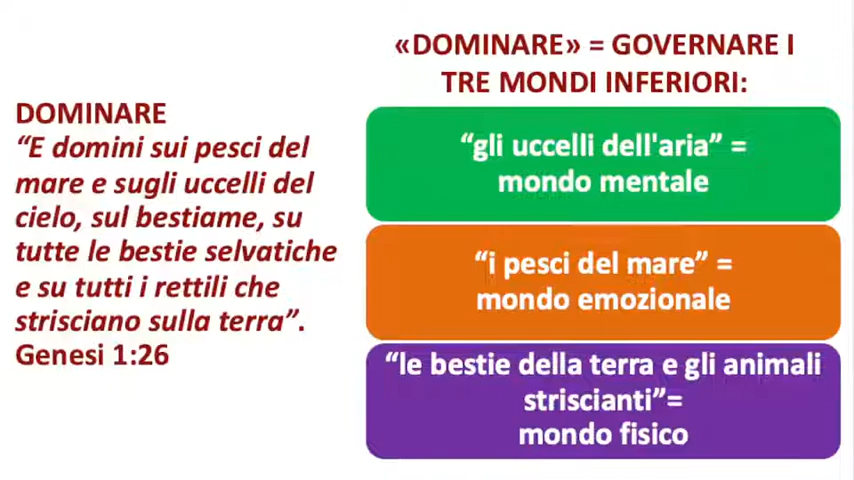 DOMINARE
“E domini sui pesci del
mare e sugli uccelli del
cielo, sul bestiame, su
tutte le bestie selvatiche
e su tutti i rettili che
strisciano sulla terra”.
Genesi 1:26
«DOMINARE» = GOVERNARE I
TRE MONDI INFERIORI:
“gli uccelli dell'aria” =
mondo mentale
“i pesci del mare” =
mondo emozionale
“le bestie della terra e gli animali
striscianti”=
mondo fisico